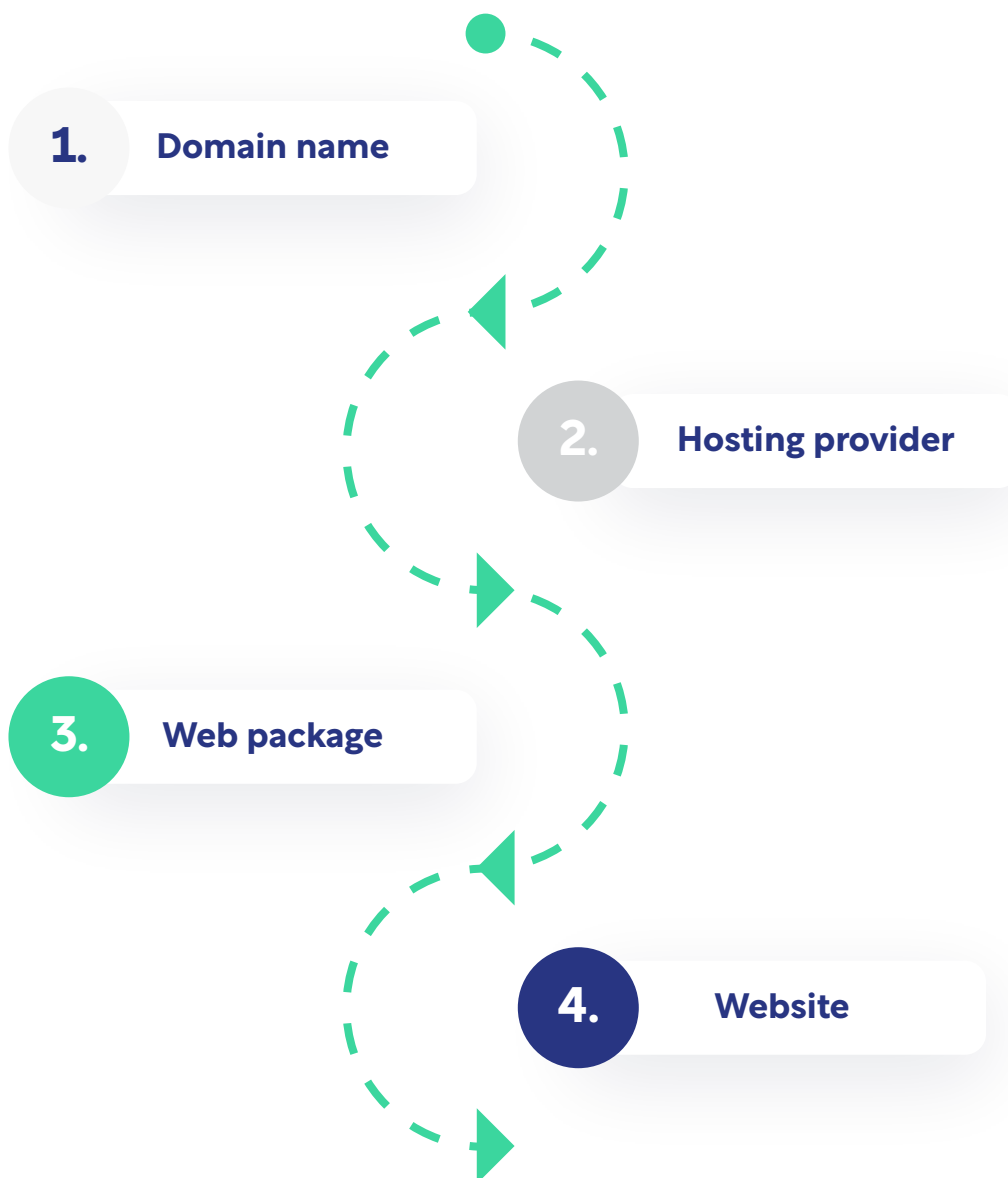 1.
Domain name
2.
Hosting provider
3.
Web package
4.
Website